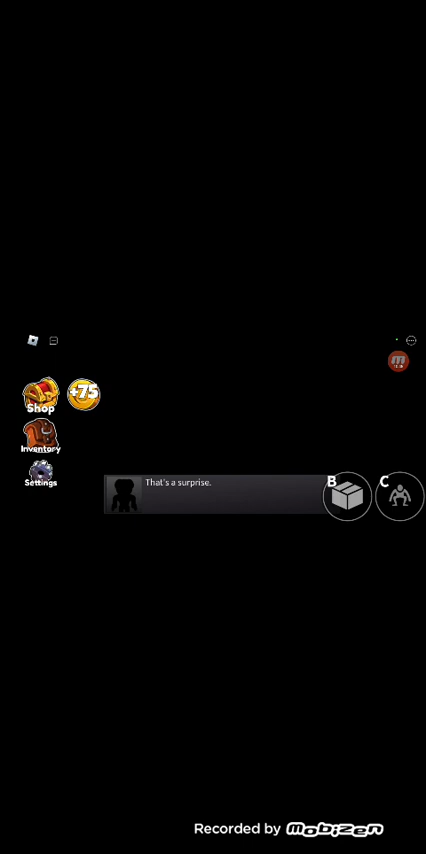 +75
Shop
Inventory
Settings
That's a surprise.
B
C
Recorded by mobizen